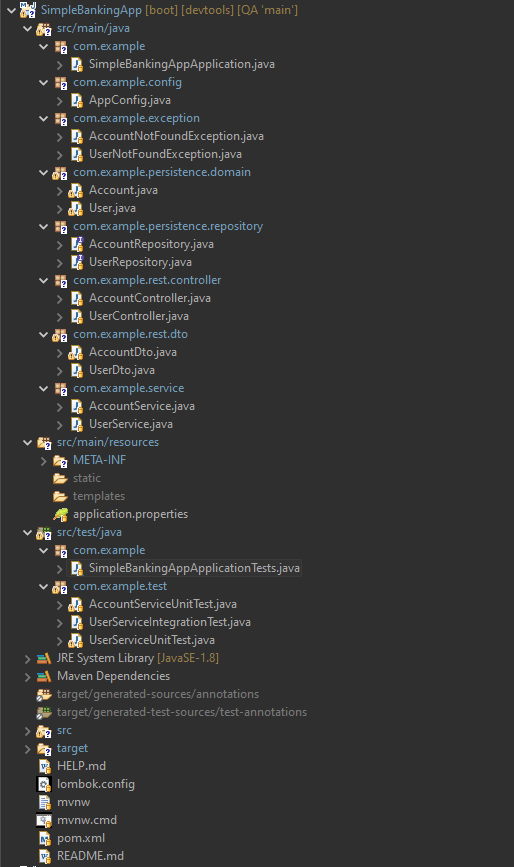 SimpleBankingApp [boot] [devtools] [QA 'main']
src/main/java
com.example
SimpleBankingAppApplication.java
com.example.config
AppConfig.java
com.example.exception
AccountNotFoundException.java
UserNotFoundException.java
com.example.persistence.domain
Account.java
User.java
com.example.persistence.repository
AccountRepository.java
UserRepository.java
com.example.rest.controller
AccountController.java
UserController.java
com.example.rest.dto
AccountDto.java
UserDto.java
com.example.service
AccountService.java
UserService.java
src/main/resources
META-INF
static
templates
application.properties
src/test/java
com.example
SimpleBankingAppApplicationTests.java
com.example.test
AccountServiceUnitTest.java
UserServiceIntegrationTest.java
UserServiceUnitTest.java
JRE System Library [JavaSE-1.8]
Maven Dependencies
target/generated-sources/annotations
target/generated-test-sources/test-annotations
src
target
HELP.md
lombok.config
mvnw
mvnw.cmd
pom.xml
README.md